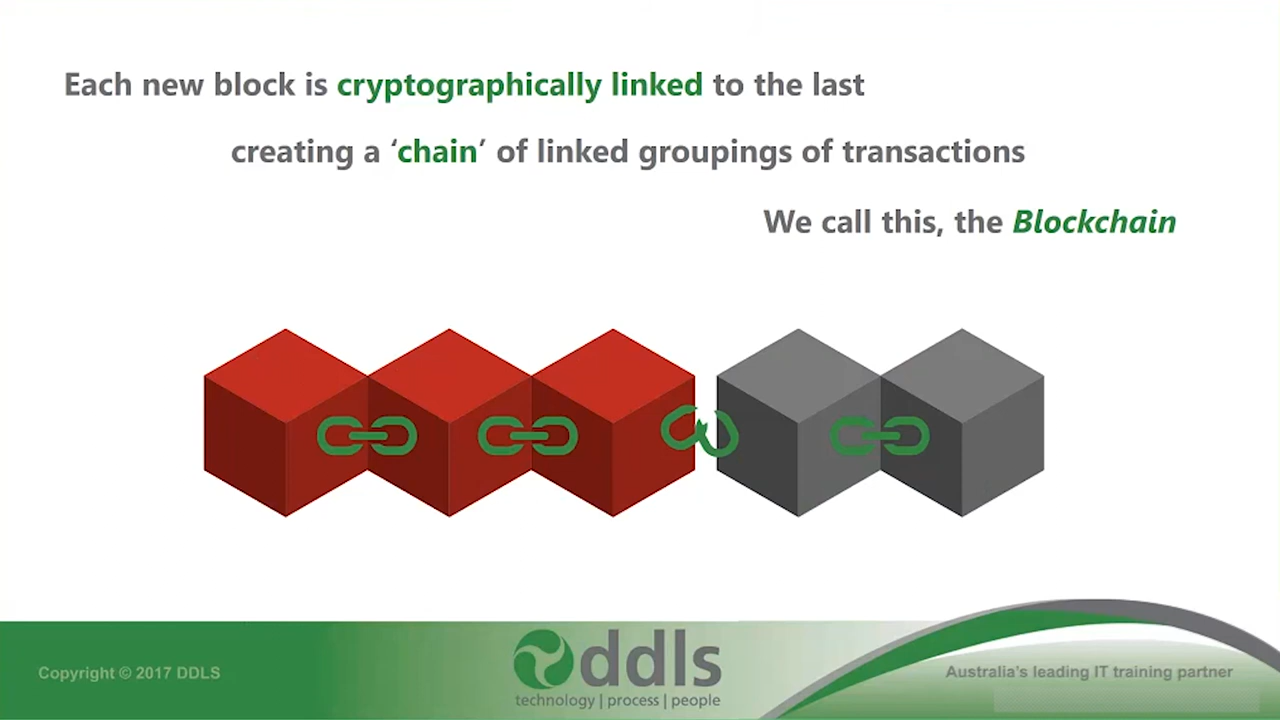 Each new block is cryptographically linked to the last
creating a ‘chain’ of linked groupings of transactions
We call this, the Blockchain
Copyright © 2017 DDLS
ddls
technology | process | people
Australia's leading IT training partner